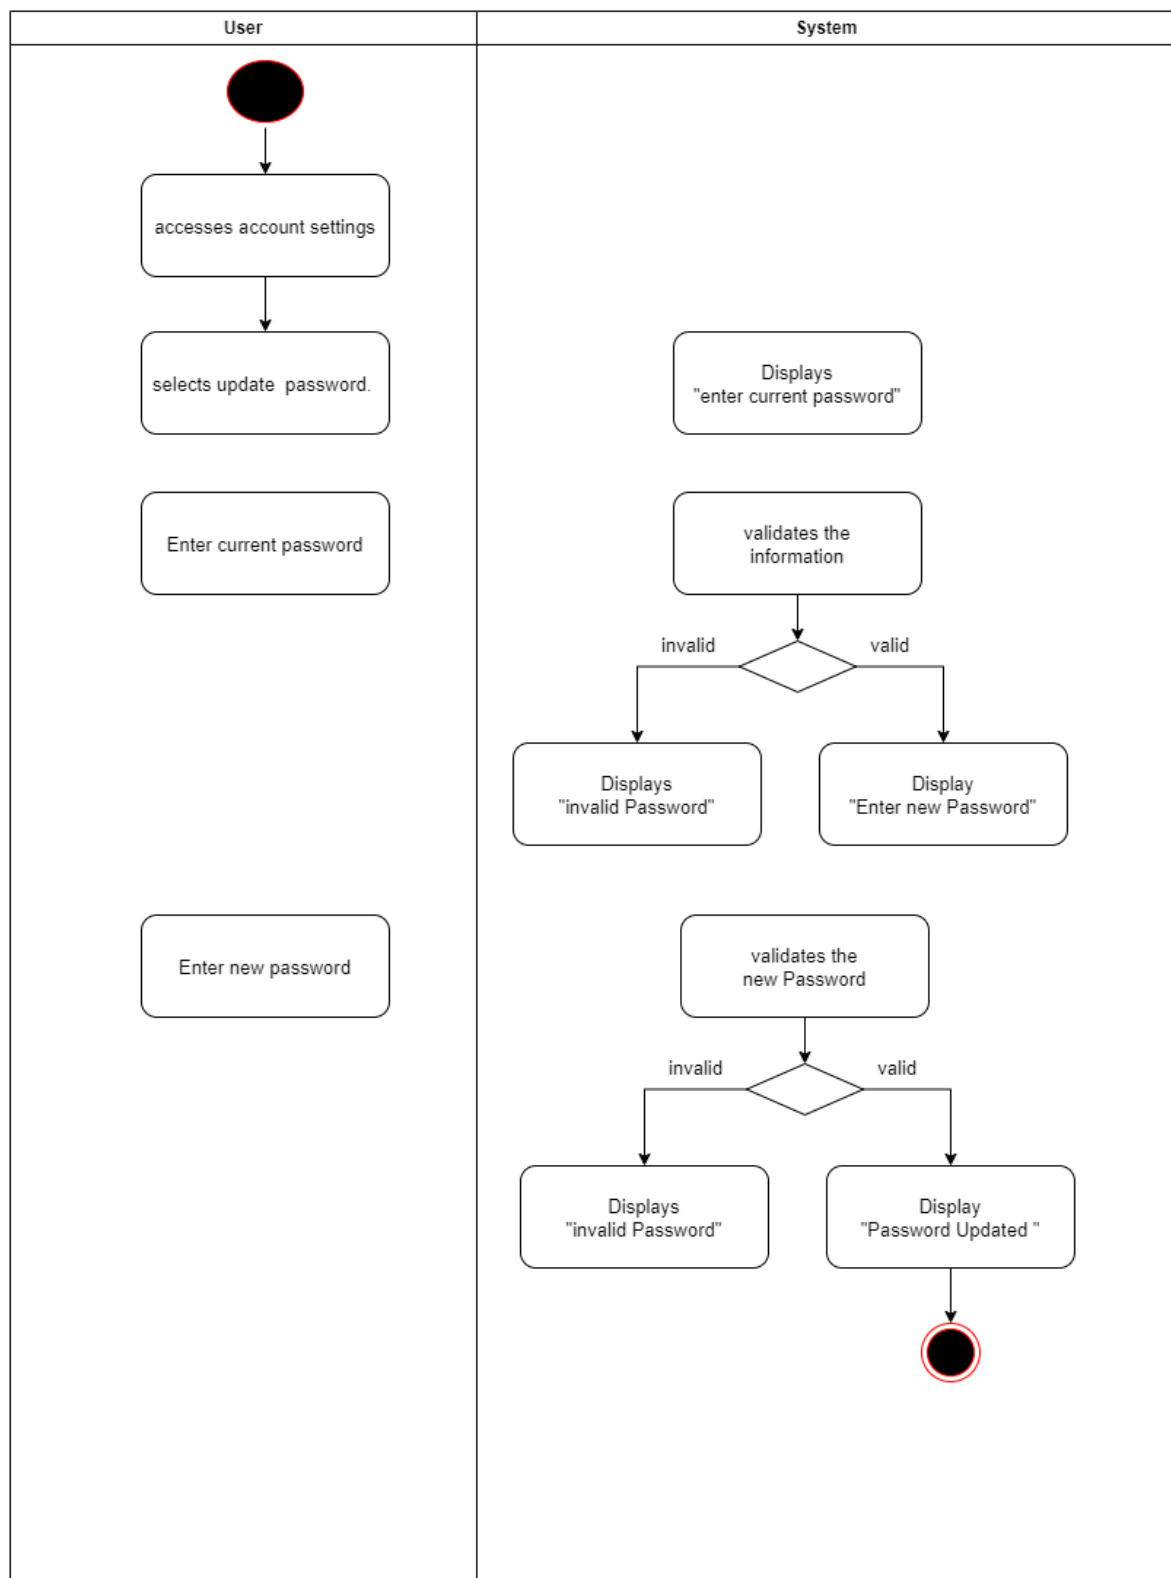 User
System
accesses account settings
selects update  password.
Displays
"enter current password"
Enter current password
validates the
information
invalid
valid
Displays
"invalid Password"
Display
"Enter new Password"
Enter new password
validates the
new Password
invalid
valid
Displays
"invalid Password"
Display
"Password Updated "